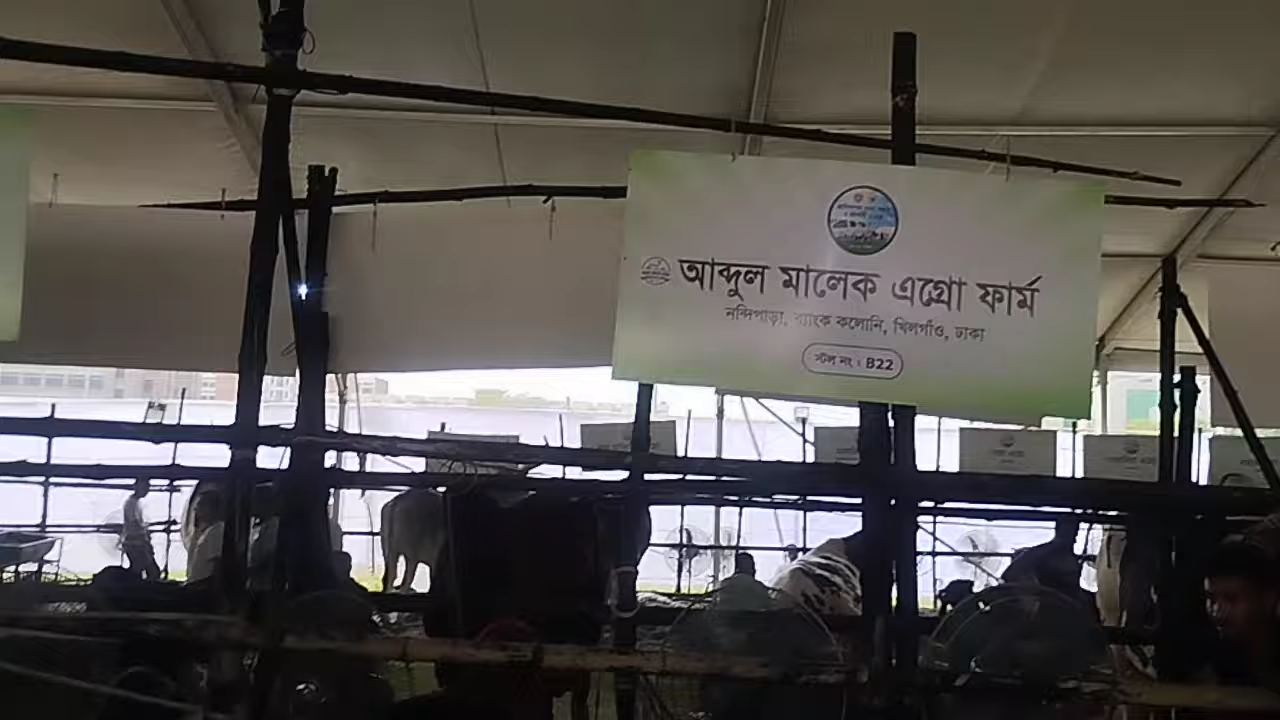 আব্দুল মালেক এগ্রো ফার্ম
নন্দিপাড়া, ব্যাংক কলোনি, খিলগাঁও, ঢাকা
স্টল নং : B22